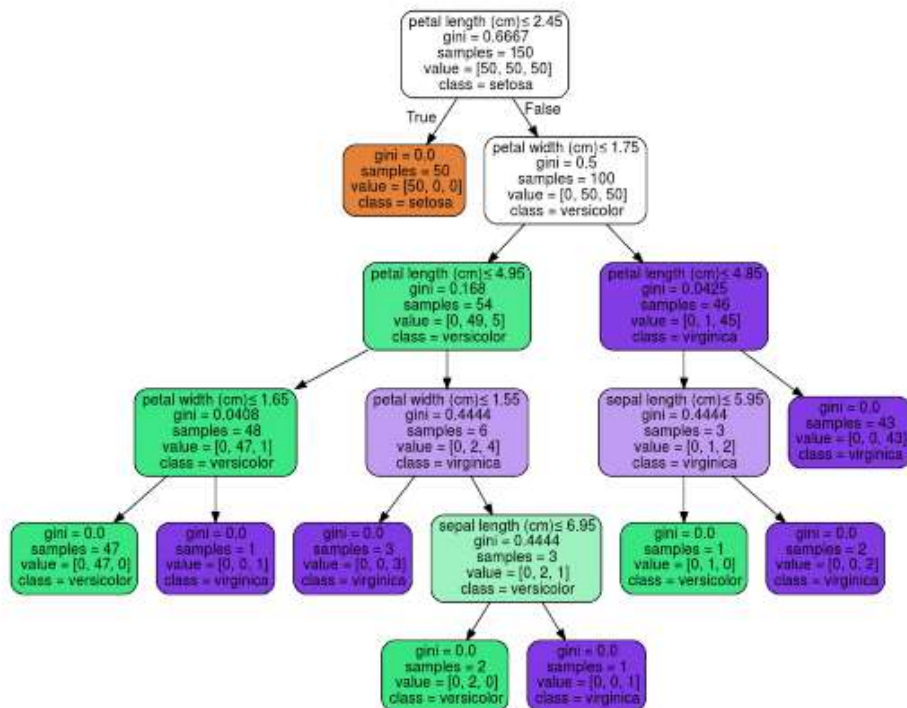 petal length (cm)≤ 2.45
gini = 0.6667
samples = 150
value = [50, 50, 50]
class = setosa
True
False
gini = 0.0
samples = 50
value = [50, 0, 0]
class = setosa
petal width (cm)≤ 1.75
gini = 0.5
samples = 100
value = [0, 50, 50]
class = versicolor
petal length (cm)≤ 4.95
gini = 0.168
samples = 54
value = [0, 49, 5]
class = versicolor
petal length (cm)≤ 4.85
gini = 0.0425
samples = 46
value = [0, 1, 45]
class = virginica
petal width (cm)≤ 1.65
gini = 0.0408
samples = 48
value = [0, 47, 1]
class = versicolor
petal width (cm)≤ 1.55
gini = 0.4444
samples = 6
value = [0, 2, 4]
class = virginica
sepal length (cm)≤ 5.95
gini = 0.4444
samples = 3
value = [0, 1, 2]
class = virginica
gini = 0.0
samples = 43
value = [0, 0, 43]
class = virginica
gini = 0.0
samples = 47
value = [0, 47, 0]
class = versicolor
gini = 0.0
samples = 1
value = [0, 0, 1]
class = virginica
gini = 0.0
samples = 3
value = [0, 0, 3]
class = virginica
sepal length (cm)≤ 6.95
gini = 0.4444
samples = 3
value = [0, 2, 1]
class = versicolor
gini = 0.0
samples = 1
value = [0, 1, 0]
class = versicolor
gini = 0.0
samples = 2
value = [0, 0, 2]
class = virginica
gini = 0.0
samples = 2
value = [0, 2, 0]
class = versicolor
gini = 0.0
samples = 1
value = [0, 0, 1]
class = virginica